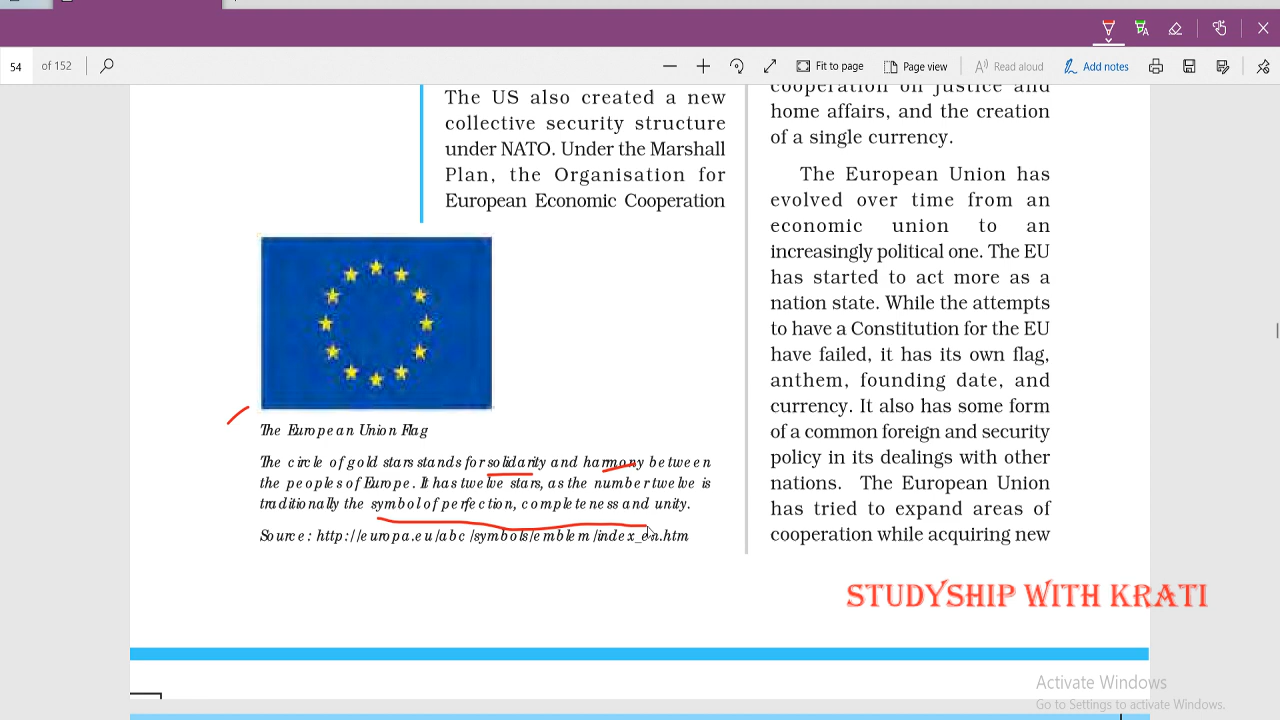 54 of 152
Fit to page
Page view
Read aloud
Add notes
The US also created a new
collective security structure
under NATO. Under the Marshall
Plan, the Organisation for
European Economic Cooperation
The European Union Flag
The circle of gold stars stands for solidarity and harmony between
the peoples of Europe. It has twelve stars, as the number twelve is
traditionally the symbol of perfection, completeness and unity.
Source: http://europa.eu/abc/symbols/emblem/index_en.htm
cooperation on justice and
home affairs, and the creation
of a single currency.
The European Union has
evolved over time from an
economic union to an
increasingly political one. The EU
has started to act more as a
nation state. While the attempts
to have a Constitution for the EU
have failed, it has its own flag,
anthem, founding date, and
currency. It also has some form
of a common foreign and security
policy in its dealings with other
nations. The European Union
has tried to expand areas of
cooperation while acquiring new
STUDYSHIP WITH KRATI
Activate Windows
Go to Settings to activate Windows.